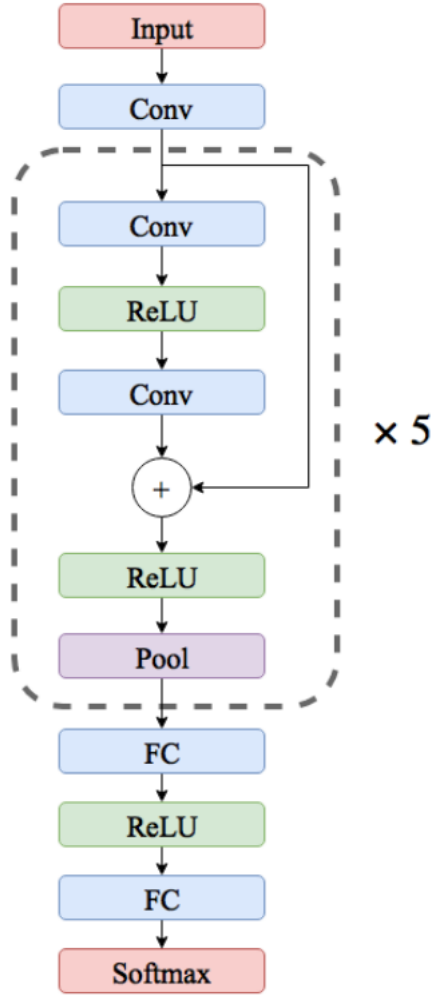 Input
Conv
Conv
ReLU
Conv
+
× 5
ReLU
Pool
FC
ReLU
FC
Softmax